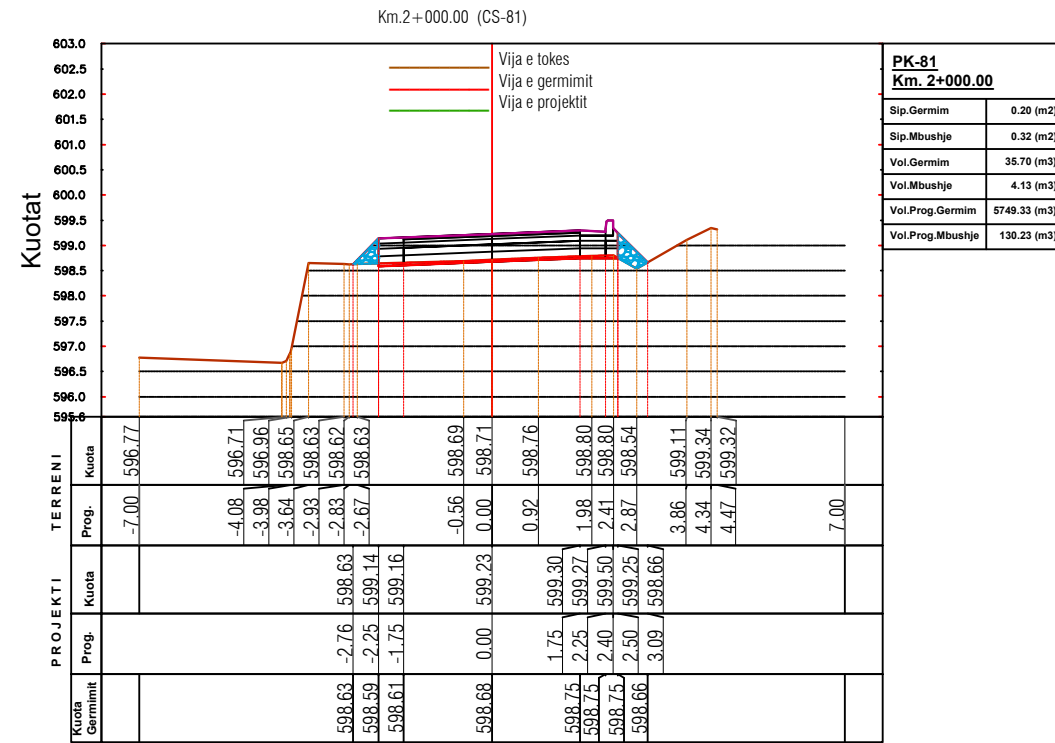 Km.2+000.00 (CS-81)
603.0
602.5
602.0
601.5
601.0
600.5
600.0
599.5
599.0
598.5
598.0
597.5
597.0
596.5
596.0
595.6
Kuotat
Vija e tokes
Vija e germimit
Vija e projektit
PK-81
Km. 2+000.00
Sip.Germim 0.20 (m2)
Sip.Mbushje 0.32 (m2)
Vol.Germim 35.70 (m3)
Vol.Mbushje 4.13 (m3)
Vol.Prog.Germim 5749.33 (m3)
Vol.Prog.Mbushje 130.23 (m3)
TERRENI
Kuota 596.77 596.71 596.96 598.65 598.63 598.62 598.63 598.69 598.71 598.76 598.80 598.80 598.54 599.11 599.34 599.32
Prog. -7.00 -4.08 -3.98 -3.64 -2.93 -2.83 -2.67 -0.56 0.00 0.92 1.98 2.41 2.87 3.86 4.34 4.47 7.00
PROJEKTI
Kuota 598.63 599.14 599.16 599.23 599.30 599.27 599.50 599.25 598.66
Prog. -2.76 -2.25 -1.75 0.00 1.75 2.25 2.40 2.50 3.09
Kuota
Germimit 598.63 598.59 598.61 598.68 598.75 598.75 598.75 598.66